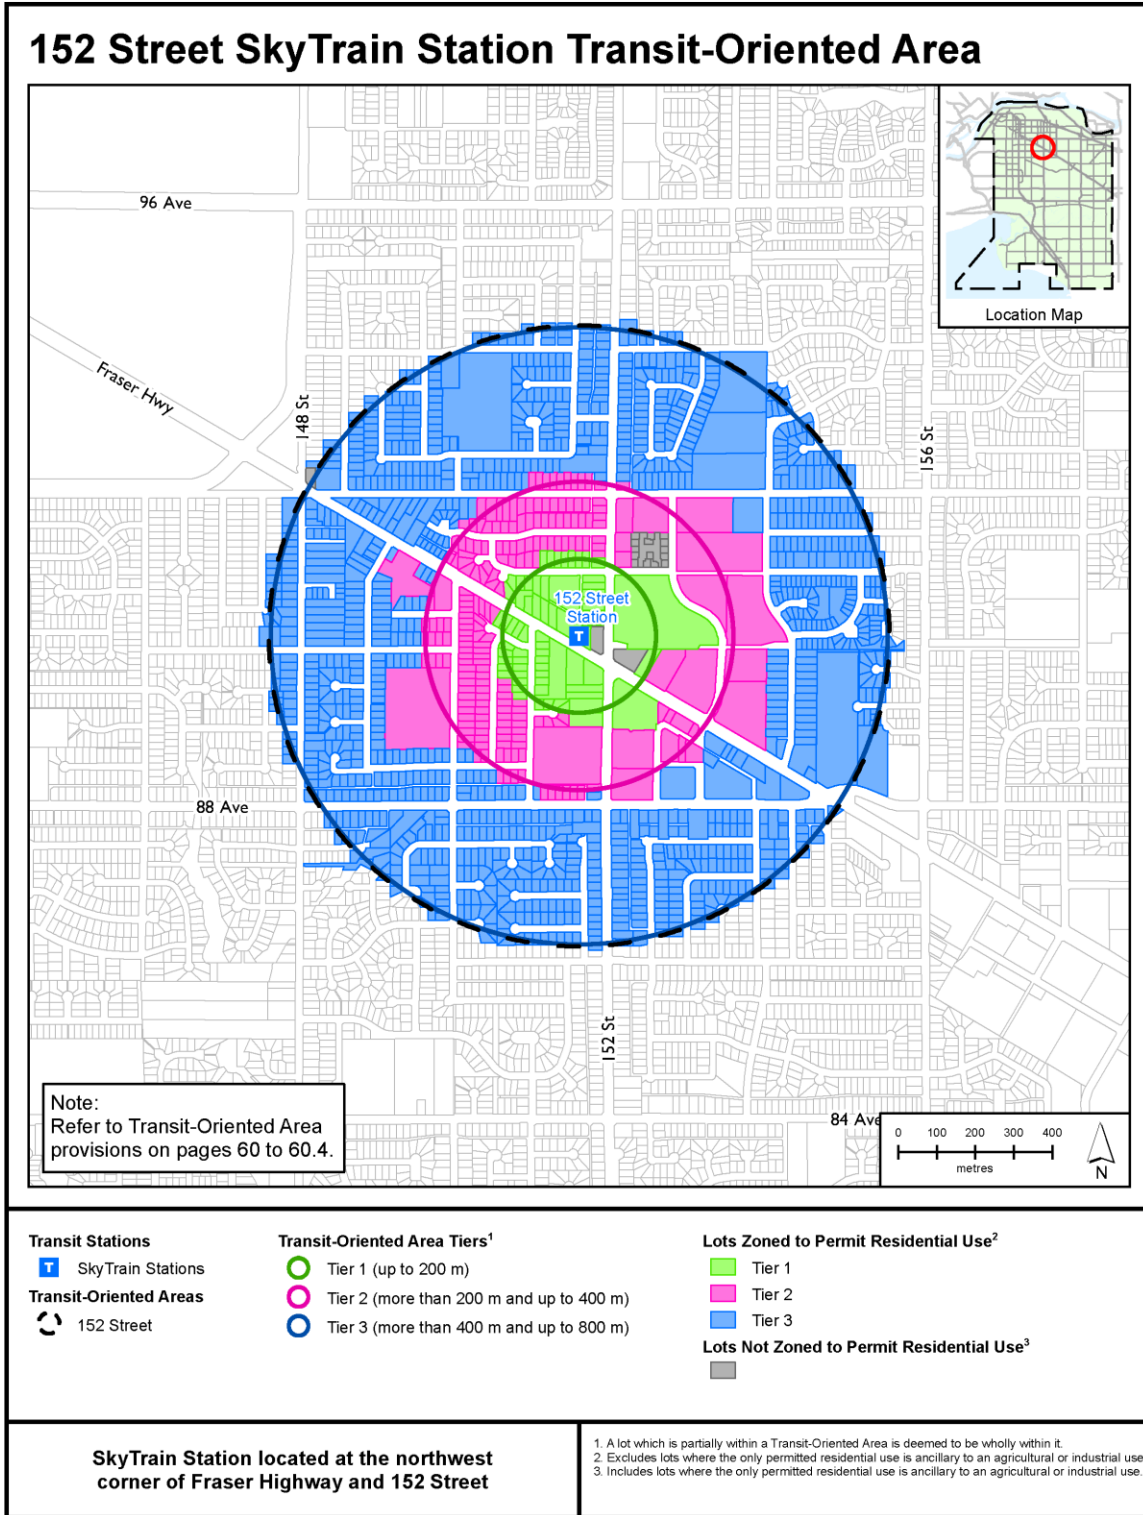 152 Street SkyTrain Station Transit-Oriented Area
96 Ave
Location Map
Fraser Hwy
148 St
156 St
152 Street
Station
T
88 Ave
152 St
Note:
Refer to Transit-Oriented Area
provisions on pages 60 to 60.4.
84 Ave
0 100 200 300 400
metres
N
Transit Stations
T SkyTrain Stations
Transit-Oriented Areas
152 Street
Transit-Oriented Area Tiers1
Tier 1 (up to 200 m)
Tier 2 (more than 200 m and up to 400 m)
Tier 3 (more than 400 m and up to 800 m)
Lots Zoned to Permit Residential Use2
Tier 1
Tier 2
Tier 3
Lots Not Zoned to Permit Residential Use3
SkyTrain Station located at the northwest
corner of Fraser Highway and 152 Street
1. A lot which is partially within a Transit-Oriented Area is deemed to be wholly within it.
2. Excludes lots where the only permitted residential use is ancillary to an agricultural or industrial use
3. Includes lots where the only permitted residential use is ancillary to an agricultural or industrial use.